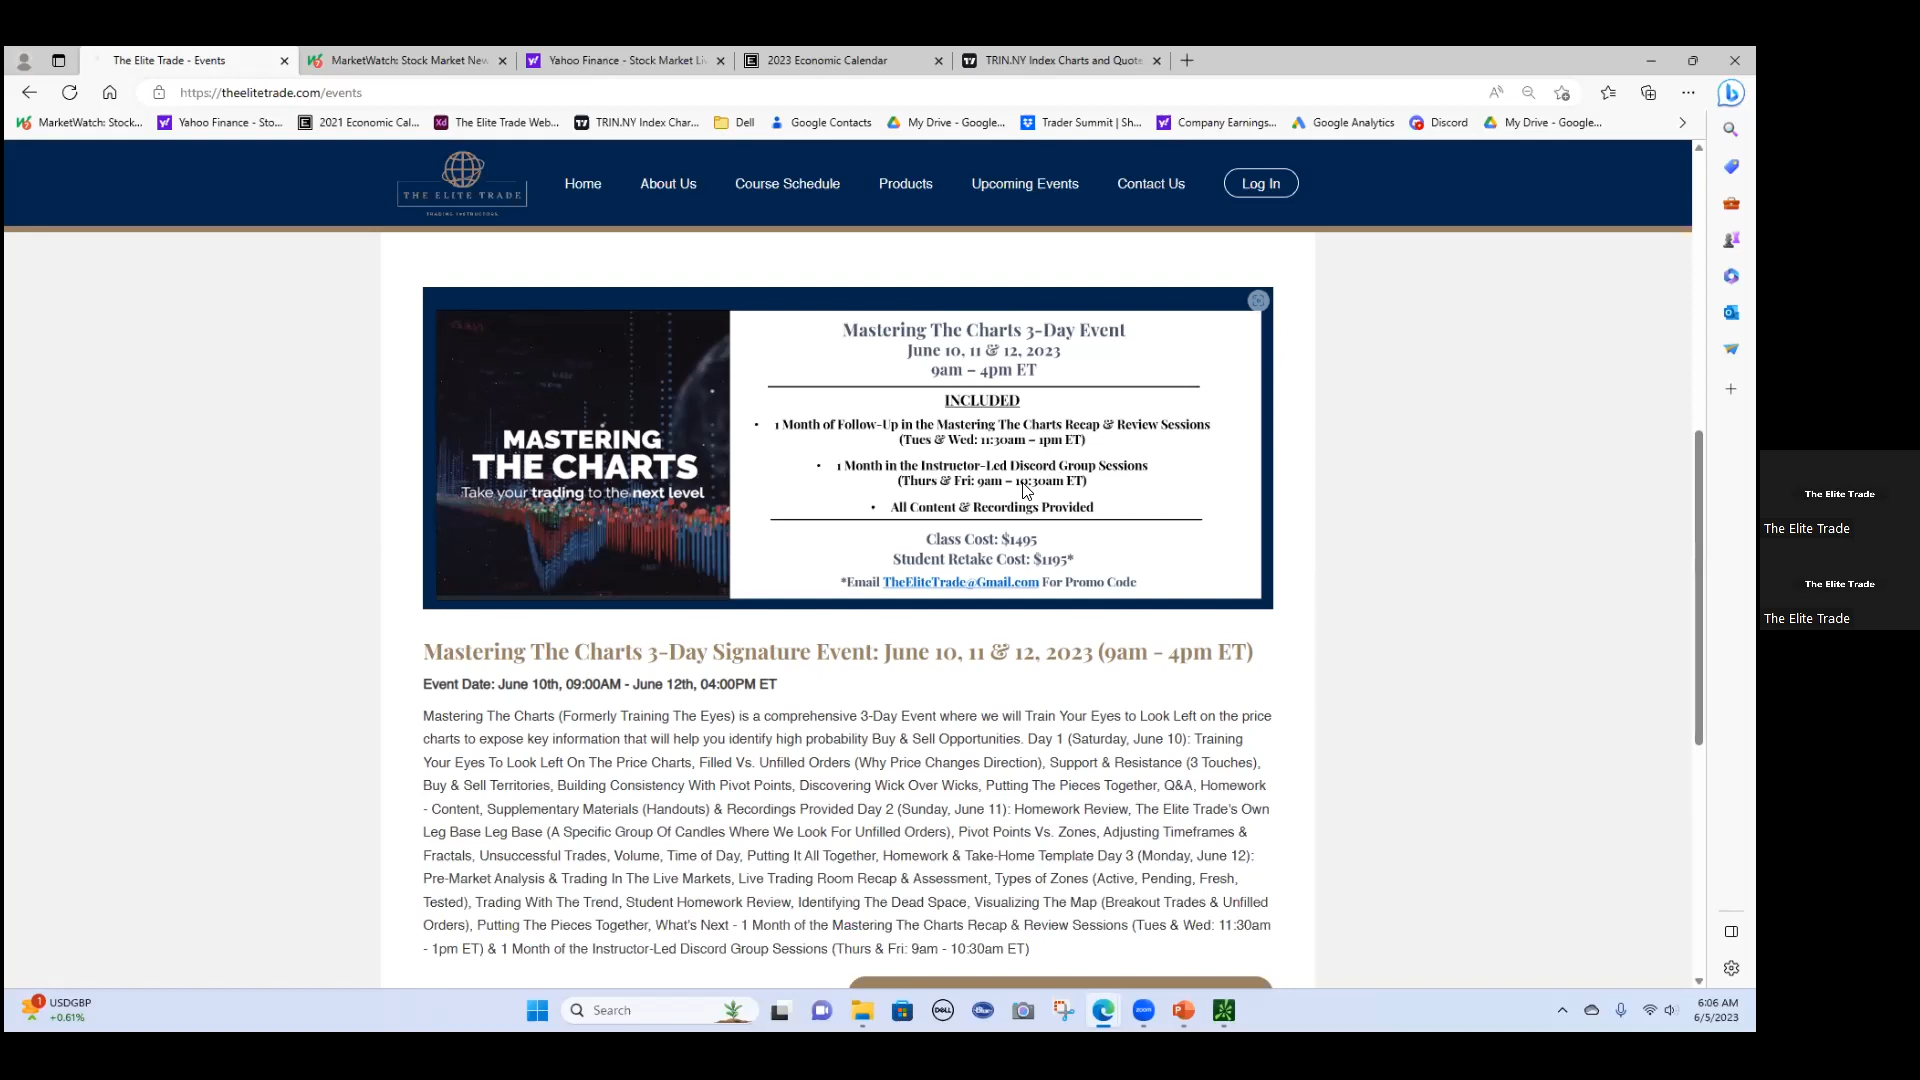 The Elite Trade - Events
MarketWatch: Stock Market New
Yahoo Finance - Stock Market Li
2023 Economic Calendar
TRIN.NY Index Charts and Quote
https://theelitetrade.com/events
MarketWatch: Stock...
Yahoo Finance - Sto...
2021 Economic Cal...
The Elite Trade Web...
TRIN.NY Index Char...
Dell
Google Contacts
My Drive - Google...
Trader Summit | Sh...
Company Earnings...
Google Analytics
Discord
My Drive - Google...
THE ELITE TRADE
TRADING INSTRUCTORS
Home
About Us
Course Schedule
Products
Upcoming Events
Contact Us
Log In
MASTERING
THE CHARTS
Take your trading to the next level
Mastering The Charts 3-Day Event
June 10, 11 & 12, 2023
9am – 4pm ET
INCLUDED
• 1 Month of Follow-Up in the Mastering The Charts Recap & Review Sessions
(Tues & Wed: 11:30am – 1pm ET)
• 1 Month in the Instructor-Led Discord Group Sessions
(Thurs & Fri: 9am – 10:30am ET)
• All Content & Recordings Provided
Class Cost: $1495
Student Retake Cost: $1195*
*Email TheEliteTrade@Gmail.com For Promo Code
Mastering The Charts 3-Day Signature Event: June 10, 11 & 12, 2023 (9am - 4pm ET)
Event Date: June 10th, 09:00AM - June 12th, 04:00PM ET
Mastering The Charts (Formerly Training The Eyes) is a comprehensive 3-Day Event where we will Train Your Eyes to Look Left on the price
charts to expose key information that will help you identify high probability Buy & Sell Opportunities. Day 1 (Saturday, June 10): Training
Your Eyes To Look Left On The Price Charts, Filled Vs. Unfilled Orders (Why Price Changes Direction), Support & Resistance (3 Touches),
Buy & Sell Territories, Building Consistency With Pivot Points, Discovering Wick Over Wicks, Putting The Pieces Together, Q&A, Homework
- Content, Supplementary Materials (Handouts) & Recordings Provided Day 2 (Sunday, June 11): Homework Review, The Elite Trade's Own
Leg Base Leg Base (A Specific Group Of Candles Where We Look For Unfilled Orders), Pivot Points Vs. Zones, Adjusting Timeframes &
Fractals, Unsuccessful Trades, Volume, Time of Day, Putting It All Together, Homework & Take-Home Template Day 3 (Monday, June 12):
Pre-Market Analysis & Trading In The Live Markets, Live Trading Room Recap & Assessment, Types of Zones (Active, Pending, Fresh,
Tested), Trading With The Trend, Student Homework Review, Identifying The Dead Space, Visualizing The Map (Breakout Trades & Unfilled
Orders), Putting The Pieces Together, What's Next - 1 Month of the Mastering The Charts Recap & Review Sessions (Tues & Wed: 11:30am
- 1pm ET) & 1 Month of the Instructor-Led Discord Group Sessions (Thurs & Fri: 9am - 10:30am ET)
The Elite Trade
The Elite Trade
The Elite Trade
The Elite Trade
1
USDGBP
+0.61%
Search
DELL
zoom
6:06 AM
6/5/2023